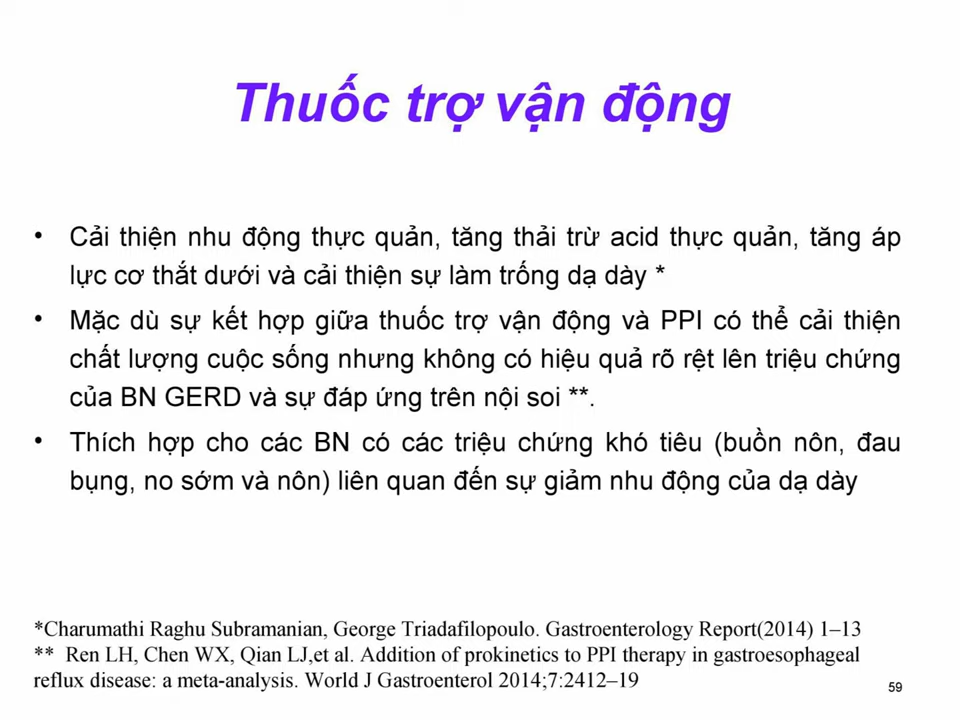 Thuốc trợ vận động
• Cải thiện nhu động thực quản, tăng thải trừ acid thực quản, tăng áp
lực cơ thắt dưới và cải thiện sự làm trống dạ dày *
• Mặc dù sự kết hợp giữa thuốc trợ vận động và PPI có thể cải thiện
chất lượng cuộc sống nhưng không có hiệu quả rõ rệt lên triệu chứng
của BN GERD và sự đáp ứng trên nội soi **.
• Thích hợp cho các BN có các triệu chứng khó tiêu (buồn nôn, đau
bụng, no sớm và nôn) liên quan đến sự giảm nhu động của dạ dày
*Charumathi Raghu Subramanian, George Triadafilopoulo. Gastroenterology Report(2014) 1–13
** Ren LH, Chen WX, Qian LJ,et al. Addition of prokinetics to PPI therapy in gastroesophageal
reflux disease: a meta-analysis. World J Gastroenterol 2014;7:2412–19
59